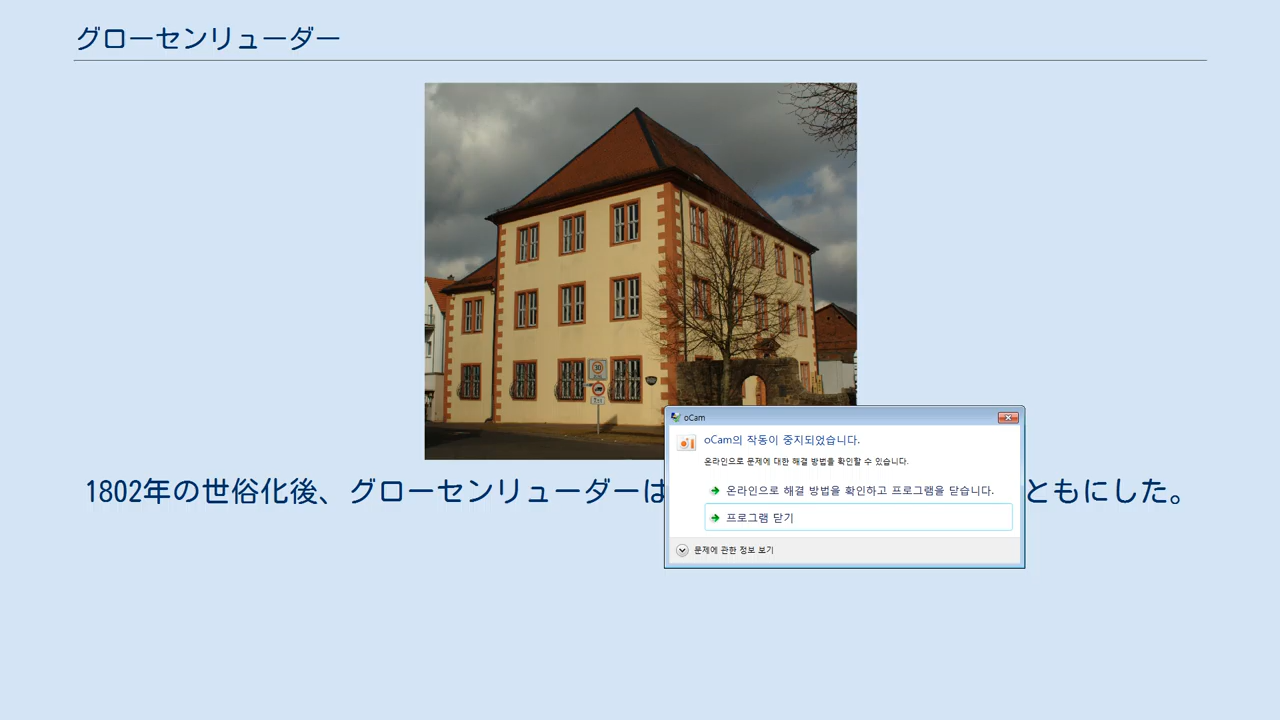 グローセンリューダー
30
1802年の世俗化後、グローセンリューダーは
ともにした。
oCam
oCam의 작동이 중지되었습니다.
온라인으로 문제에 대한 해결 방법을 확인할 수 있습니다.
온라인으로 해결 방법을 확인하고 프로그램을 닫습니다.
프로그램 닫기
문제에 관한 정보 보기